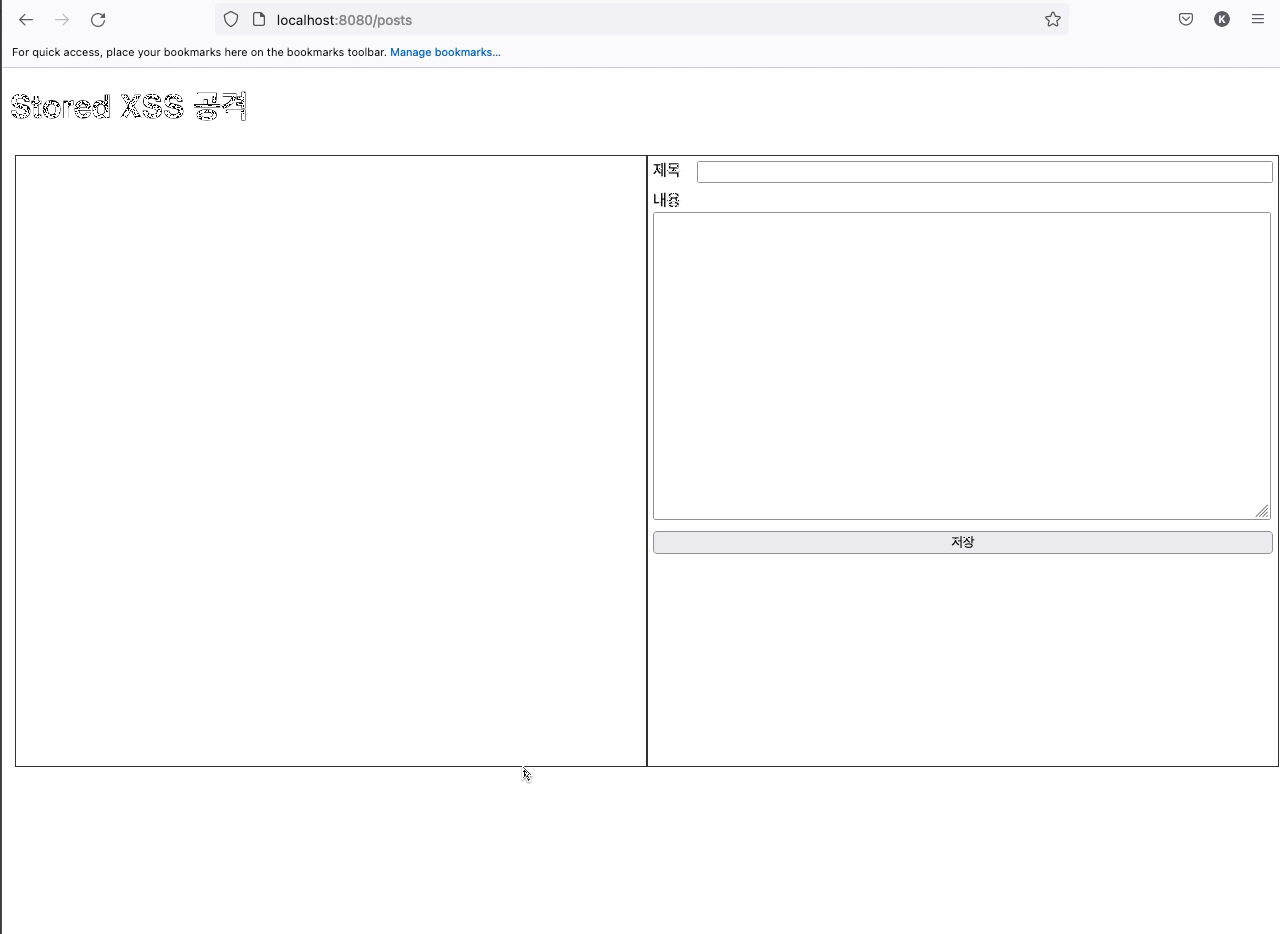 localhost:8080/posts
K
For quick access, place your bookmarks here on the bookmarks toolbar. Manage bookmarks...
Stored XSS 공격
제목
내용
저장